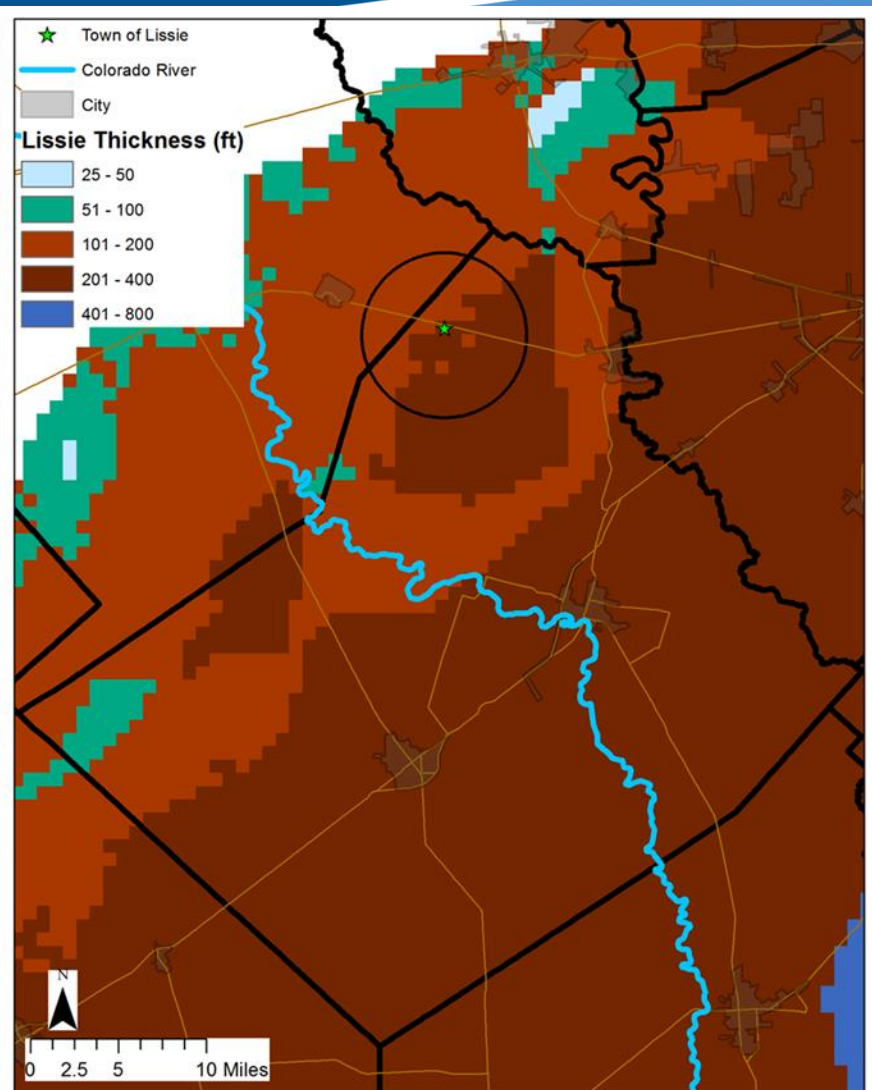 Town of Lissie
Colorado River
City
Lissie Thickness (ft)
25 - 50
51 - 100
101 - 200
201 - 400
401 - 800
N
0 2.5 5 10 Miles